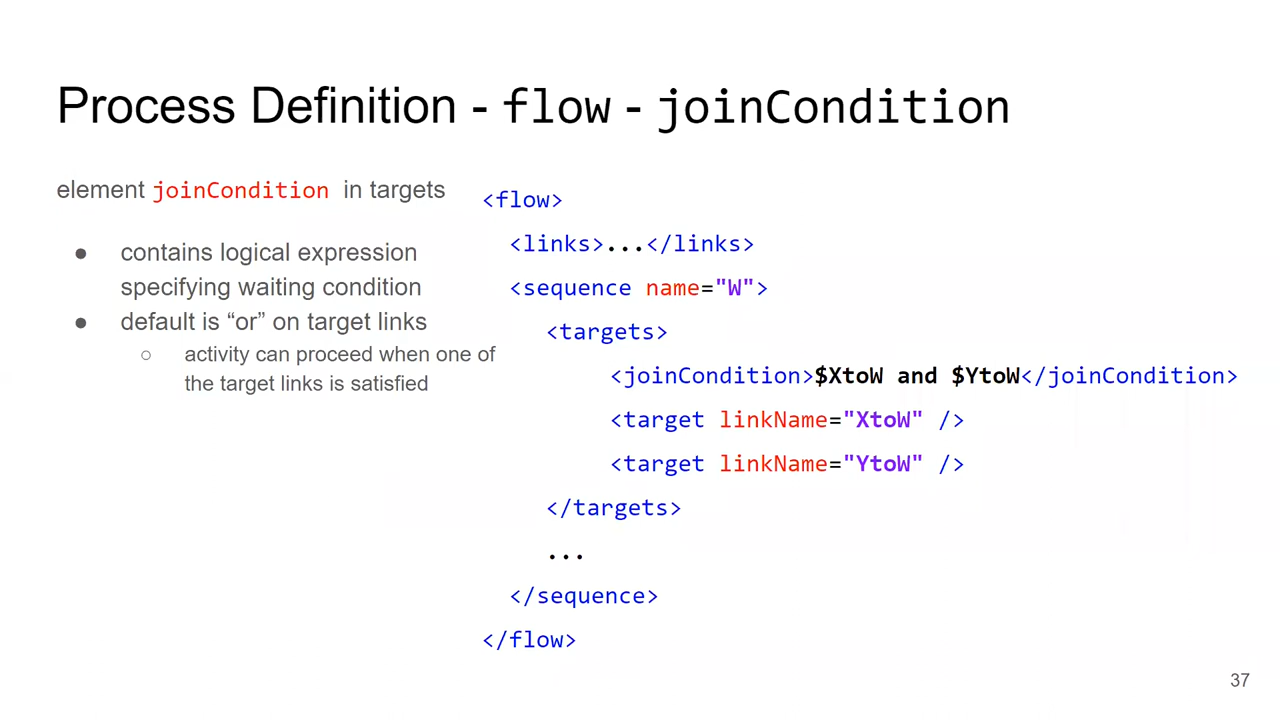 Process Definition - flow - joinCondition
element joinCondition in targets
● contains logical expression
specifying waiting condition
● default is “or” on target links
○ activity can proceed when one of
the target links is satisfied
<flow>
<links>...</links>
<sequence name="W">
<targets>
<joinCondition>$XtoW and $YtoW</joinCondition>
<target linkName="XtoW" />
<target linkName="YtoW" />
</targets>
...
</sequence>
</flow>
37